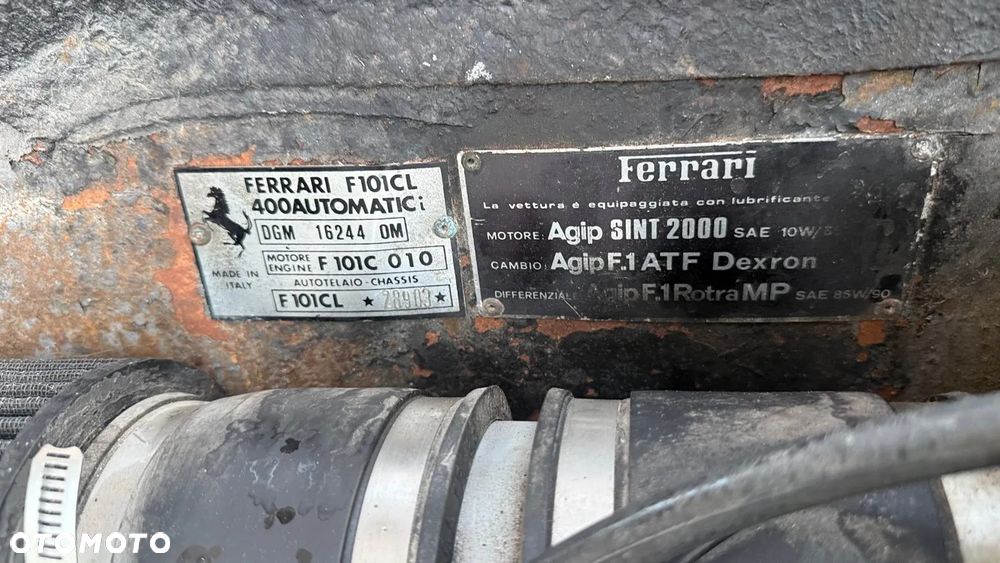 FERRARI F101CL
400AUTOMATIC i
DGM 16244 OM
MOTORE
ENGINE F 101C 010
MADE IN
ITALY
AUTOTELAIO - CHASSIS
F101CL ★ ★
Ferrari
La vettura è equipaggiata con lubrificante
MOTORE: Agip SINT 2000 SAE 10W/
CAMBIO: Agip F.1 ATF Dexron
DIFFERENZIALE Agip F.1 Rotra MP SAE 85W/90
OTOMOTO